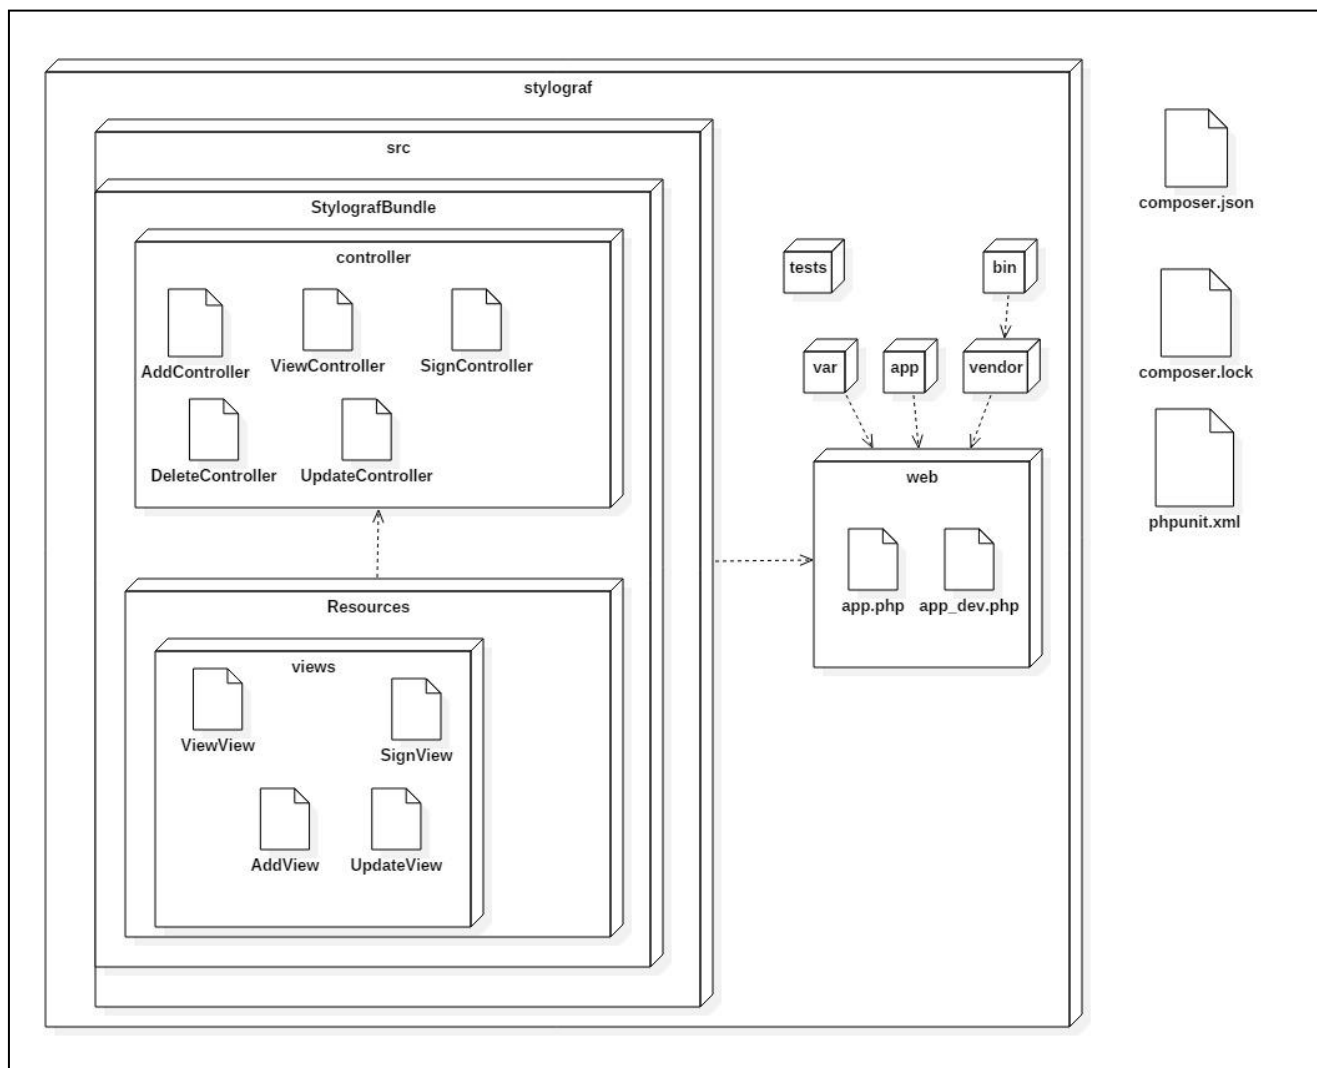 stylograf
src
StylografBundle
controller
AddController
ViewController
SignController
DeleteController
UpdateController
Resources
views
ViewView
SignView
AddView
UpdateView
tests
bin
var
app
vendor
web
app.php
app_dev.php
composer.json
composer.lock
phpunit.xml